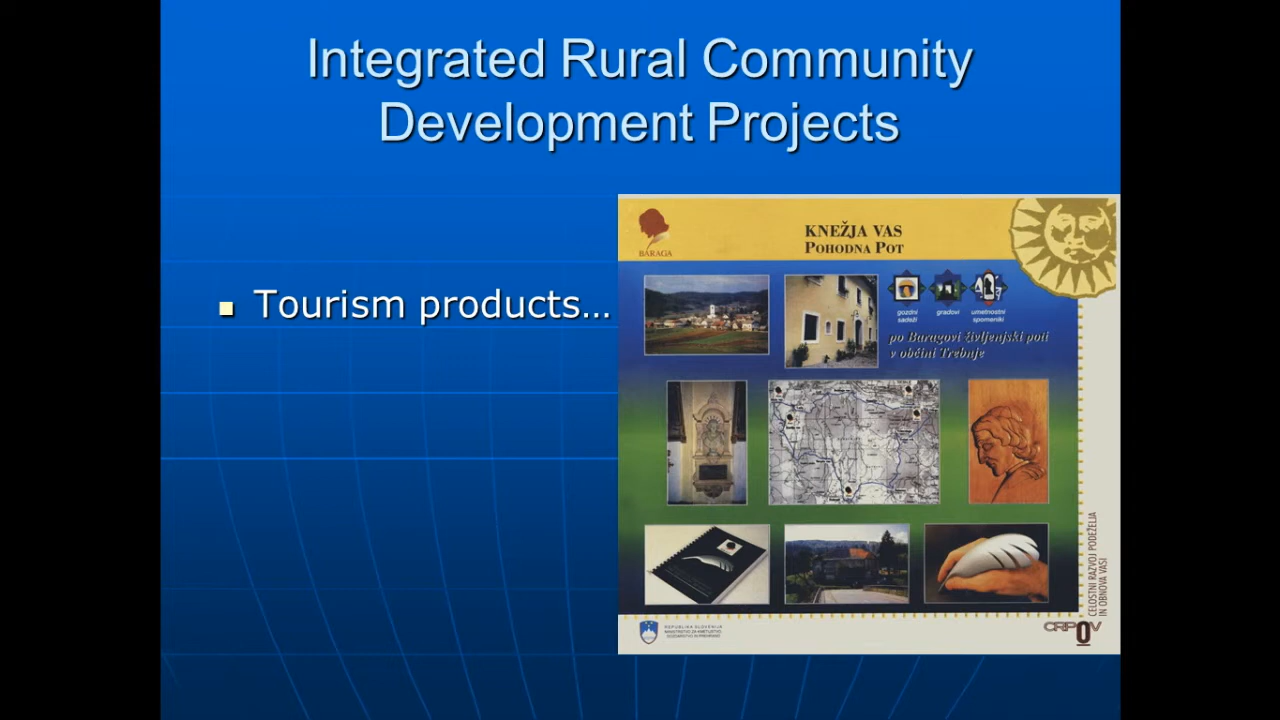 Integrated Rural Community
Development Projects
Tourism products…
KNEŽJA VAS
POHODNA POT
BARAGA
gozdni
sadeži
gradovi
umetnostni
spomeniki
po Baragovi življenjski poti
v občini Trebnje
CELOSTNI RAZVOJ PODEŽELJA
IN OBNOVA VASI
REPUBLIKA SLOVENIJA
MINISTRSTVO ZA KMETIJSTVO
GOZDARSTVO IN PREHRANO
CRPOV